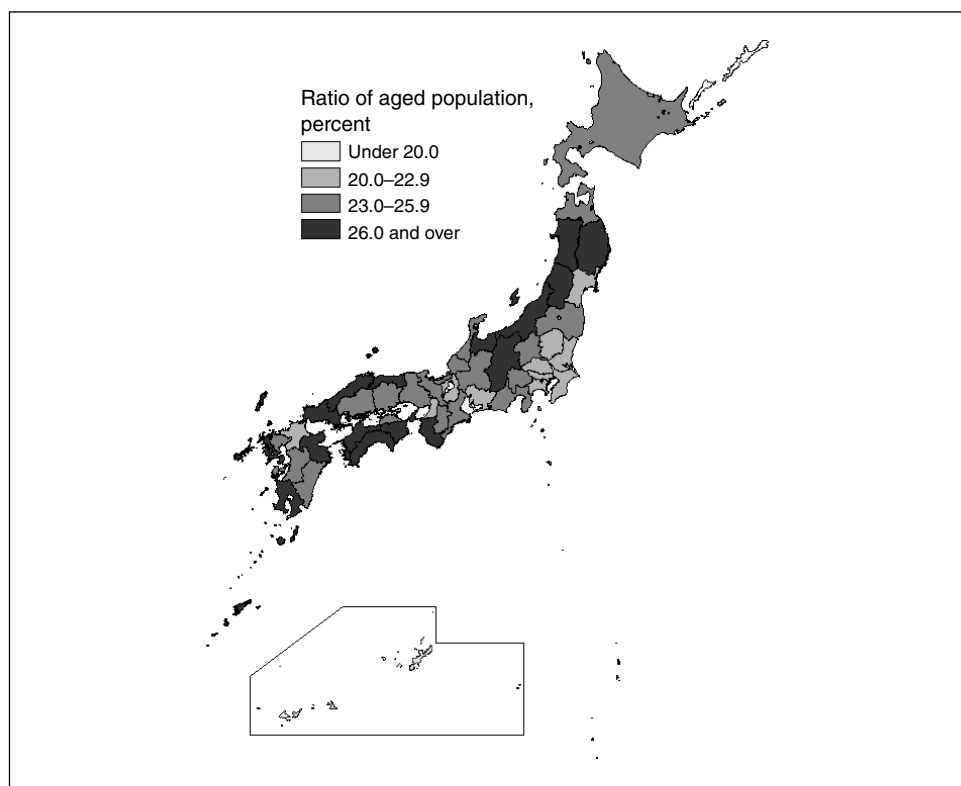 Ratio of aged population,
percent
Under 20.0
20.0–22.9
23.0–25.9
26.0 and over